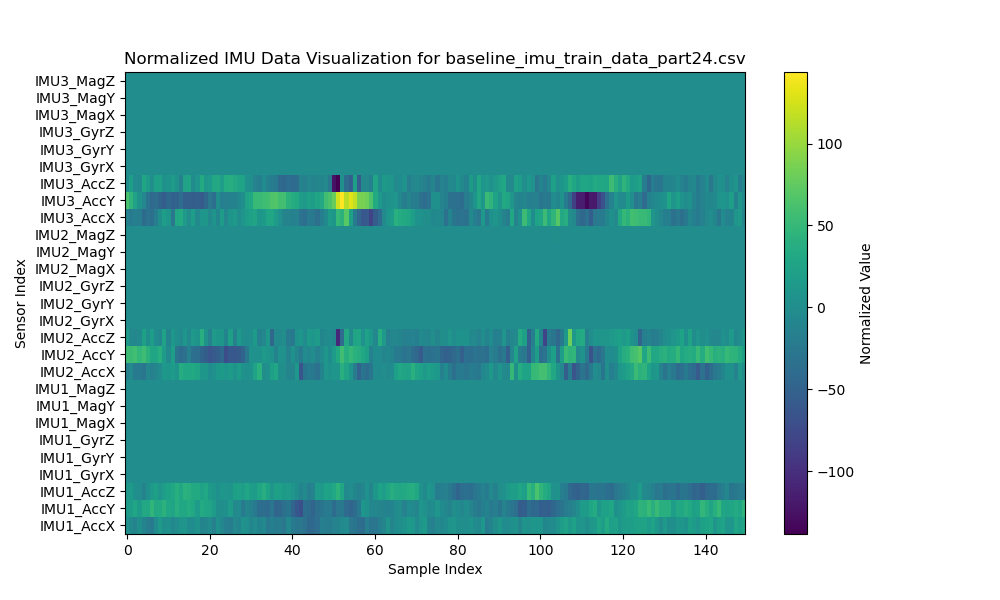 Normalized IMU Data Visualization for baseline_imu_train_data_part24.csv
IMU3_MagZ
IMU3_MagY
IMU3_MagX
IMU3_GyrZ
IMU3_GyrY
IMU3_GyrX
IMU3_AccZ
IMU3_AccY
IMU3_AccX
IMU2_MagZ
IMU2_MagY
IMU2_MagX
IMU2_GyrZ
IMU2_GyrY
IMU2_GyrX
IMU2_AccZ
IMU2_AccY
IMU2_AccX
IMU1_MagZ
IMU1_MagY
IMU1_MagX
IMU1_GyrZ
IMU1_GyrY
IMU1_GyrX
IMU1_AccZ
IMU1_AccY
IMU1_AccX
Sensor Index
0 20 40 60 80 100 120 140
Sample Index
100
50
0
−50
−100
Normalized Value